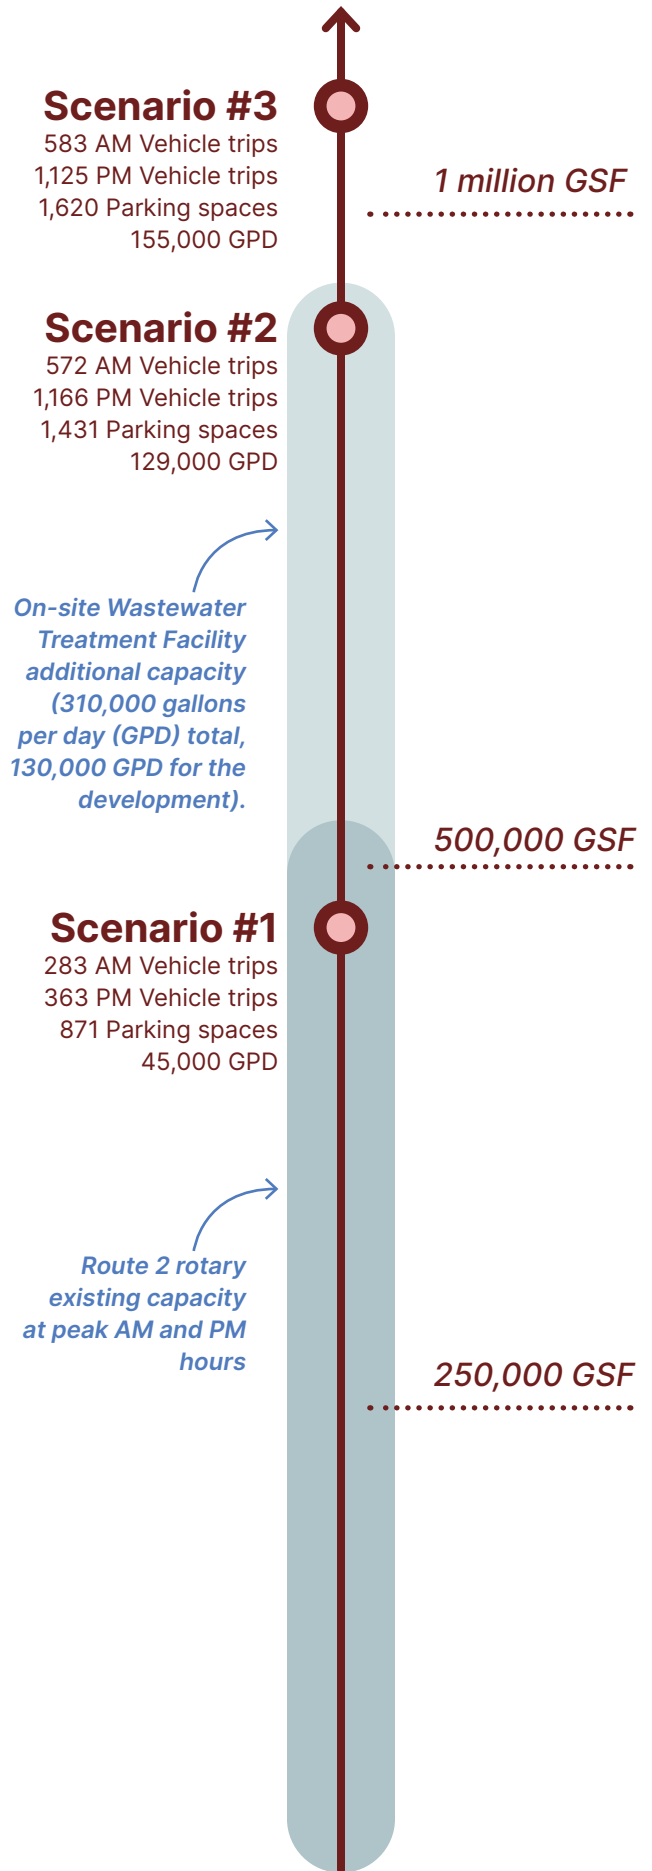 Scenario #3
583 AM Vehicle trips
1,125 PM Vehicle trips
1,620 Parking spaces
155,000 GPD
1 million GSF
Scenario #2
572 AM Vehicle trips
1,166 PM Vehicle trips
1,431 Parking spaces
129,000 GPD
On-site Wastewater
Treatment Facility
additional capacity
(310,000 gallons
per day (GPD) total,
130,000 GPD for the
development).
500,000 GSF
Scenario #1
283 AM Vehicle trips
363 PM Vehicle trips
871 Parking spaces
45,000 GPD
Route 2 rotary
existing capacity
at peak AM and PM
hours
250,000 GSF